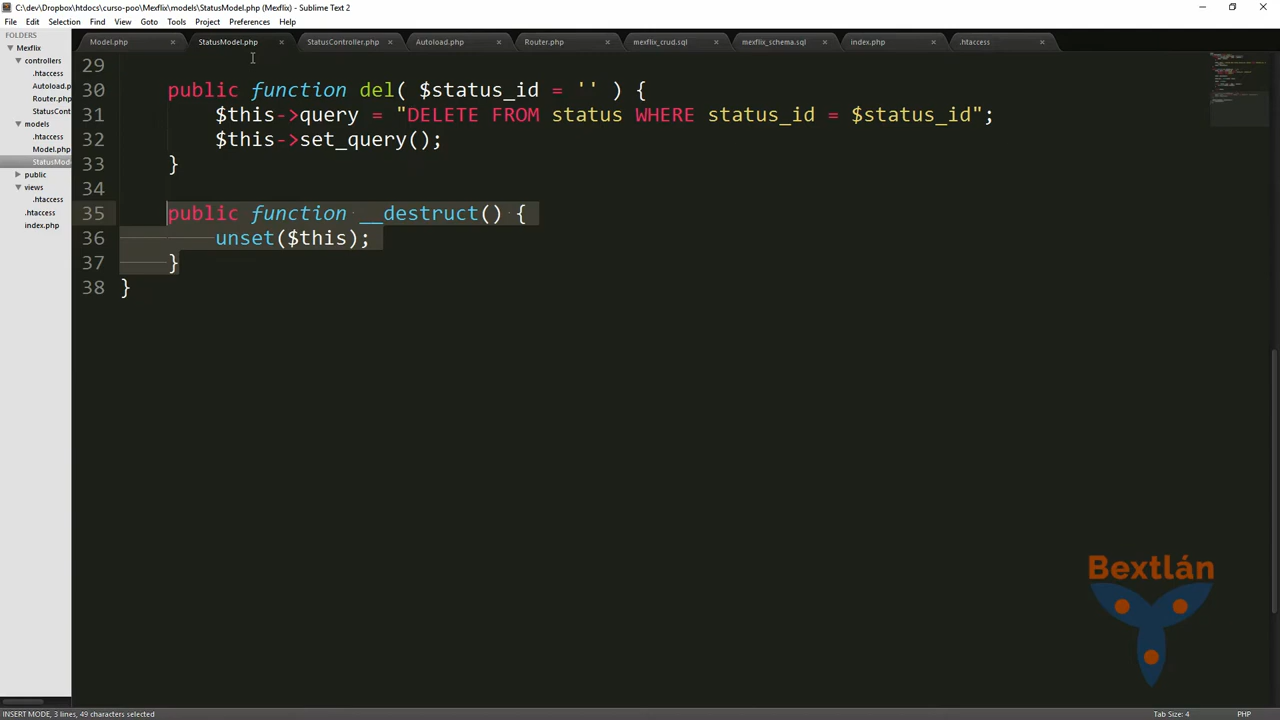 C:\dev\Dropbox\htdocs\curso-poo\Mexflix\models\StatusModel.php (Mexflix) - Sublime Text 2
File Edit Selection Find View Goto Tools Project Preferences Help
FOLDERS
Mexflix
controllers
.htaccess
Autoload.ph
Router.php
StatusCont
models
.htaccess
Model.php
StatusMod
public
views
.htaccess
.htaccess
index.php
Model.php StatusModel.php StatusController.php Autoload.php Router.php mexflix_crud.sql mexflix_schema.sql index.php .htaccess
29
30 public function del( $status_id = '' ) {
31 $this->query = "DELETE FROM status WHERE status_id = $status_id";
32 $this->set_query();
33 }
34
35 public function __destruct() {
36 unset($this);
37 }
38 }
Bextlán
INSERT MODE, 3 lines, 49 characters selected
Tab Size: 4 PHP